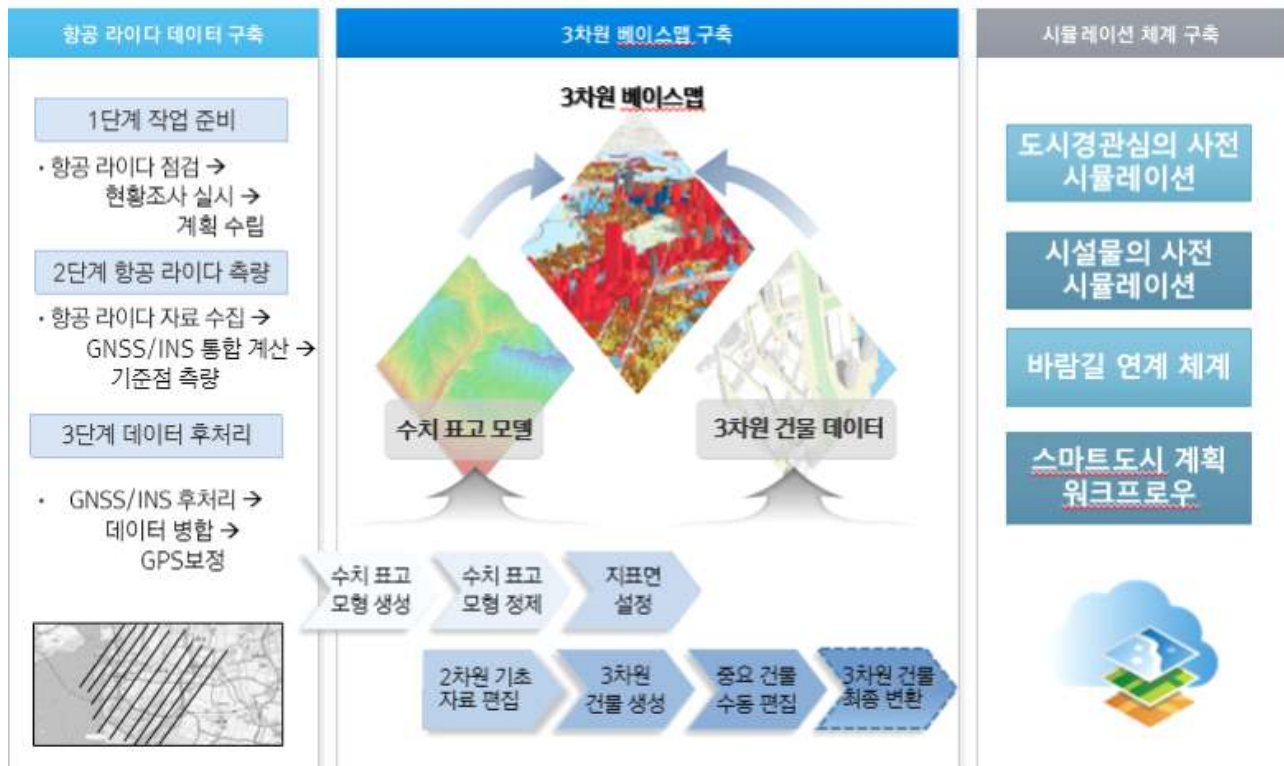 항공 라이다 데이터 구축
1단계 작업 준비
• 항공 라이다 점검 →
현황조사 실시 →
계획 수립
2단계 항공 라이다 측량
• 항공 라이다 자료 수집 →
GNSS/INS 통합 계산 →
기준점 측량
3단계 데이터 후처리
• GNSS/INS 후처리 →
데이터 병합 →
GPS보정
3차원 베이스맵 구축
3차원 베이스맵
수치 표고 모델
3차원 건물 데이터
수치 표고
모형 생성
수치 표고
모형 정제
지표면
설정
2차원 기초
자료 편집
3차원
건물 생성
중요 건물
수동 편집
3차원 건물
최종 변환
시뮬레이션 체계 구축
도시경관심의 사전
시뮬레이션
시설물의 사전
시뮬레이션
바람길 연계 체계
스마트도시 계획
워크프로우